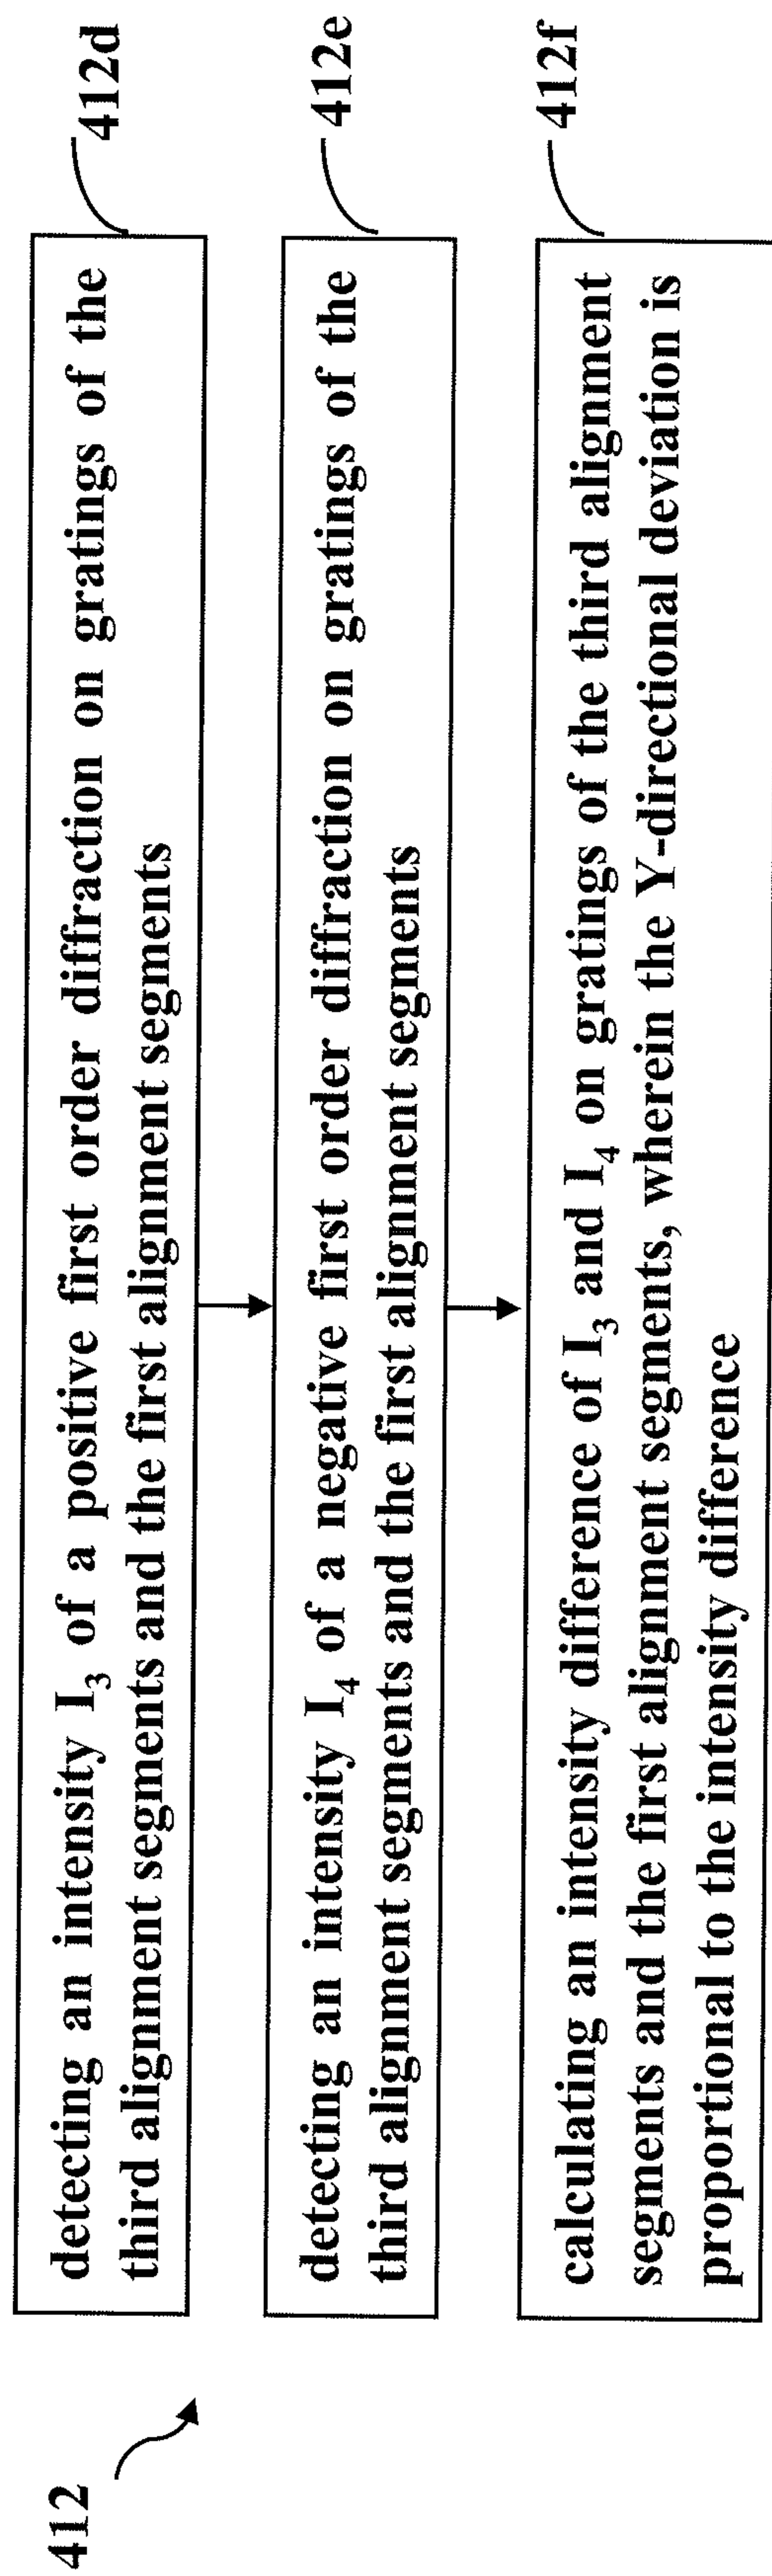 412
detecting an intensity I₃ of a positive first order diffraction on gratings of the
third alignment segments and the first alignment segments
412d
detecting an intensity I₄ of a negative first order diffraction on gratings of the
third alignment segments and the first alignment segments
412e
calculating an intensity difference of I₃ and I₄ on gratings of the third alignment
segments and the first alignment segments, wherein the Y-directional deviation is
proportional to the intensity difference
412f